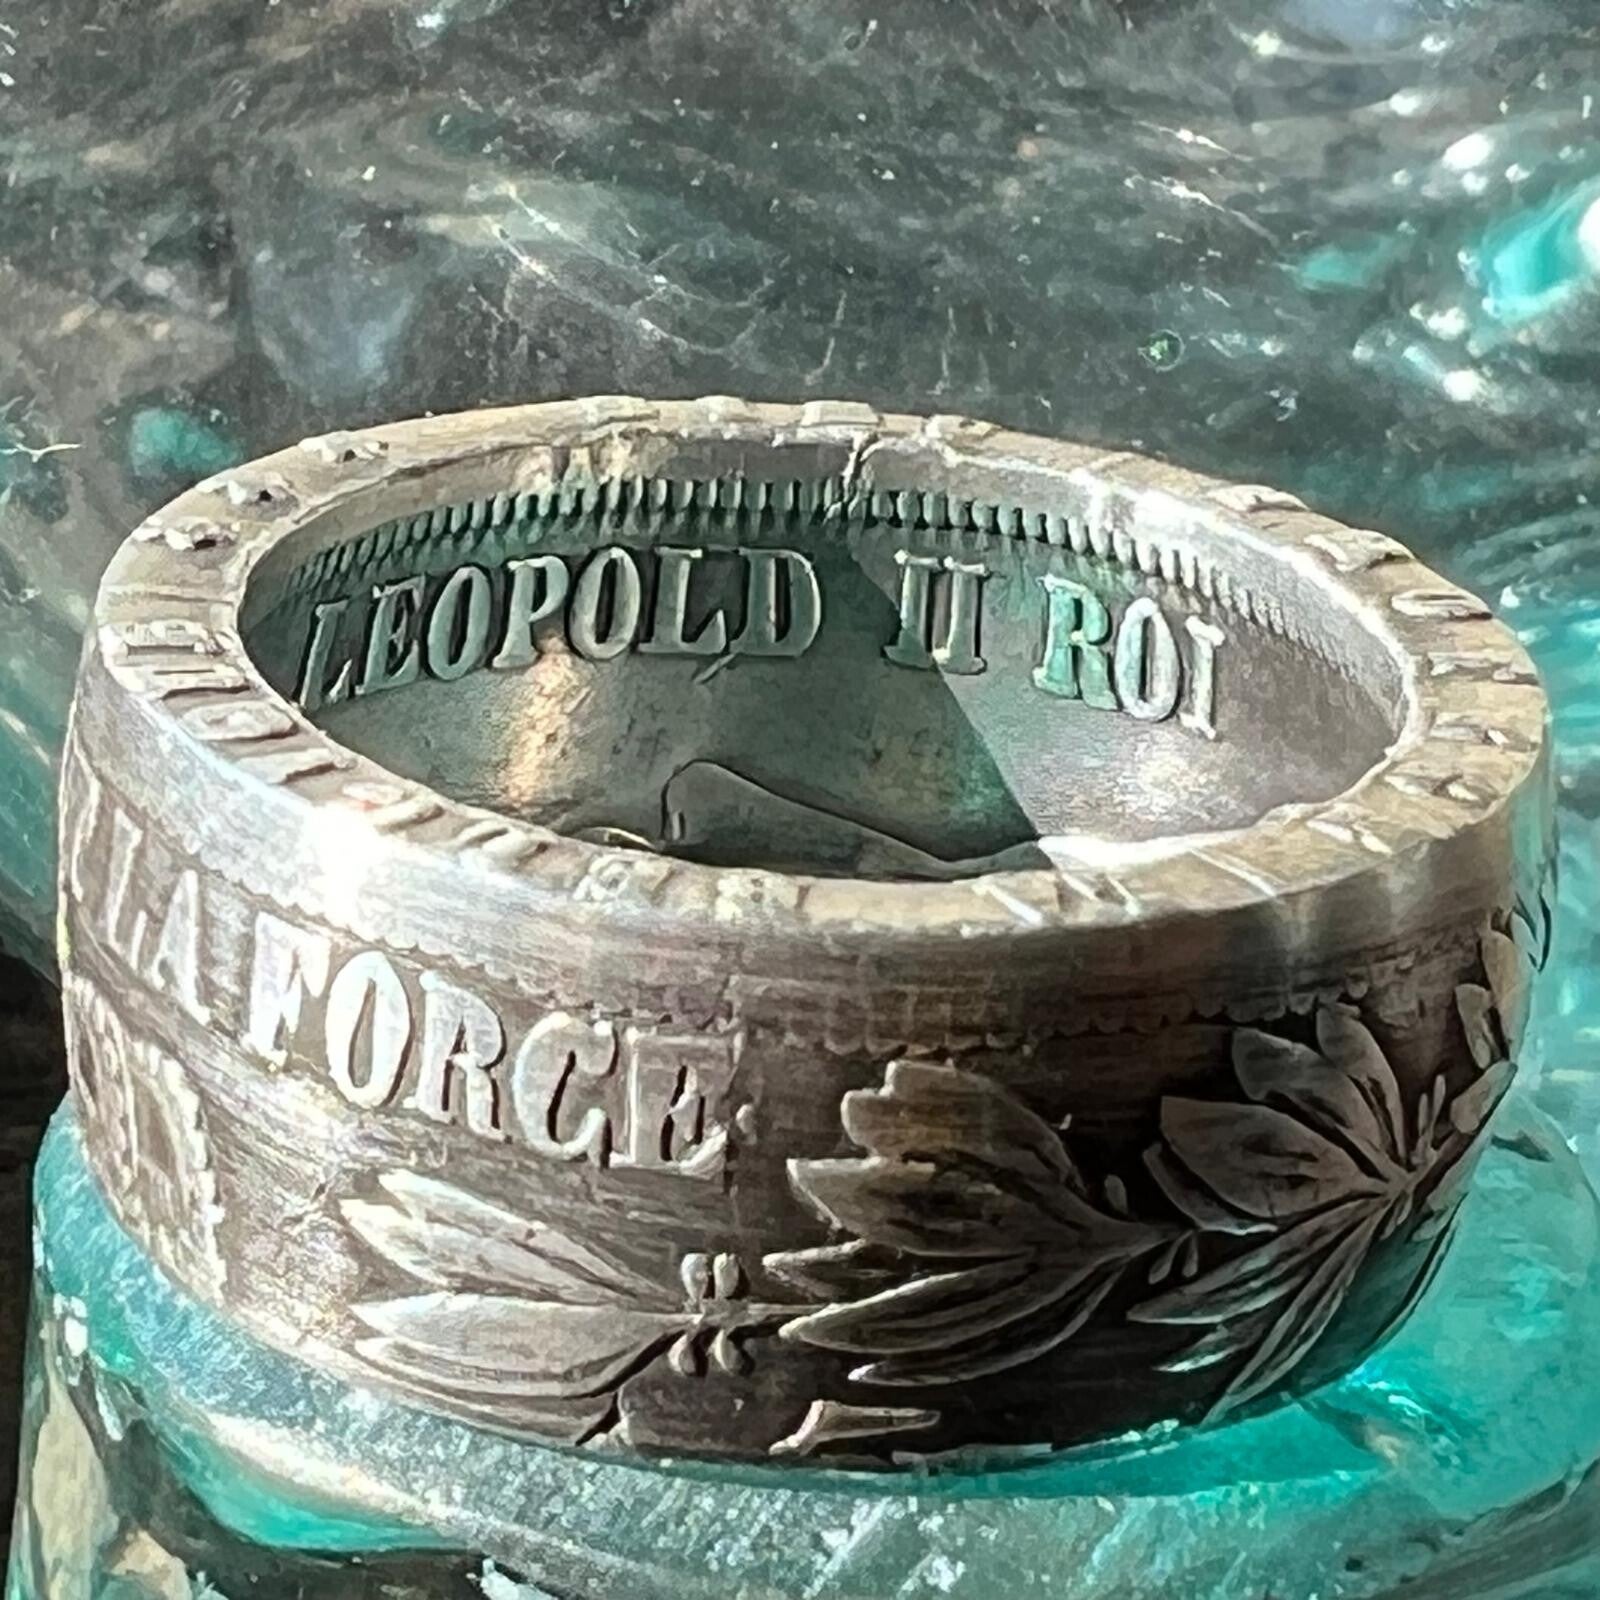 LEOPOLD II ROI
LA FORCE